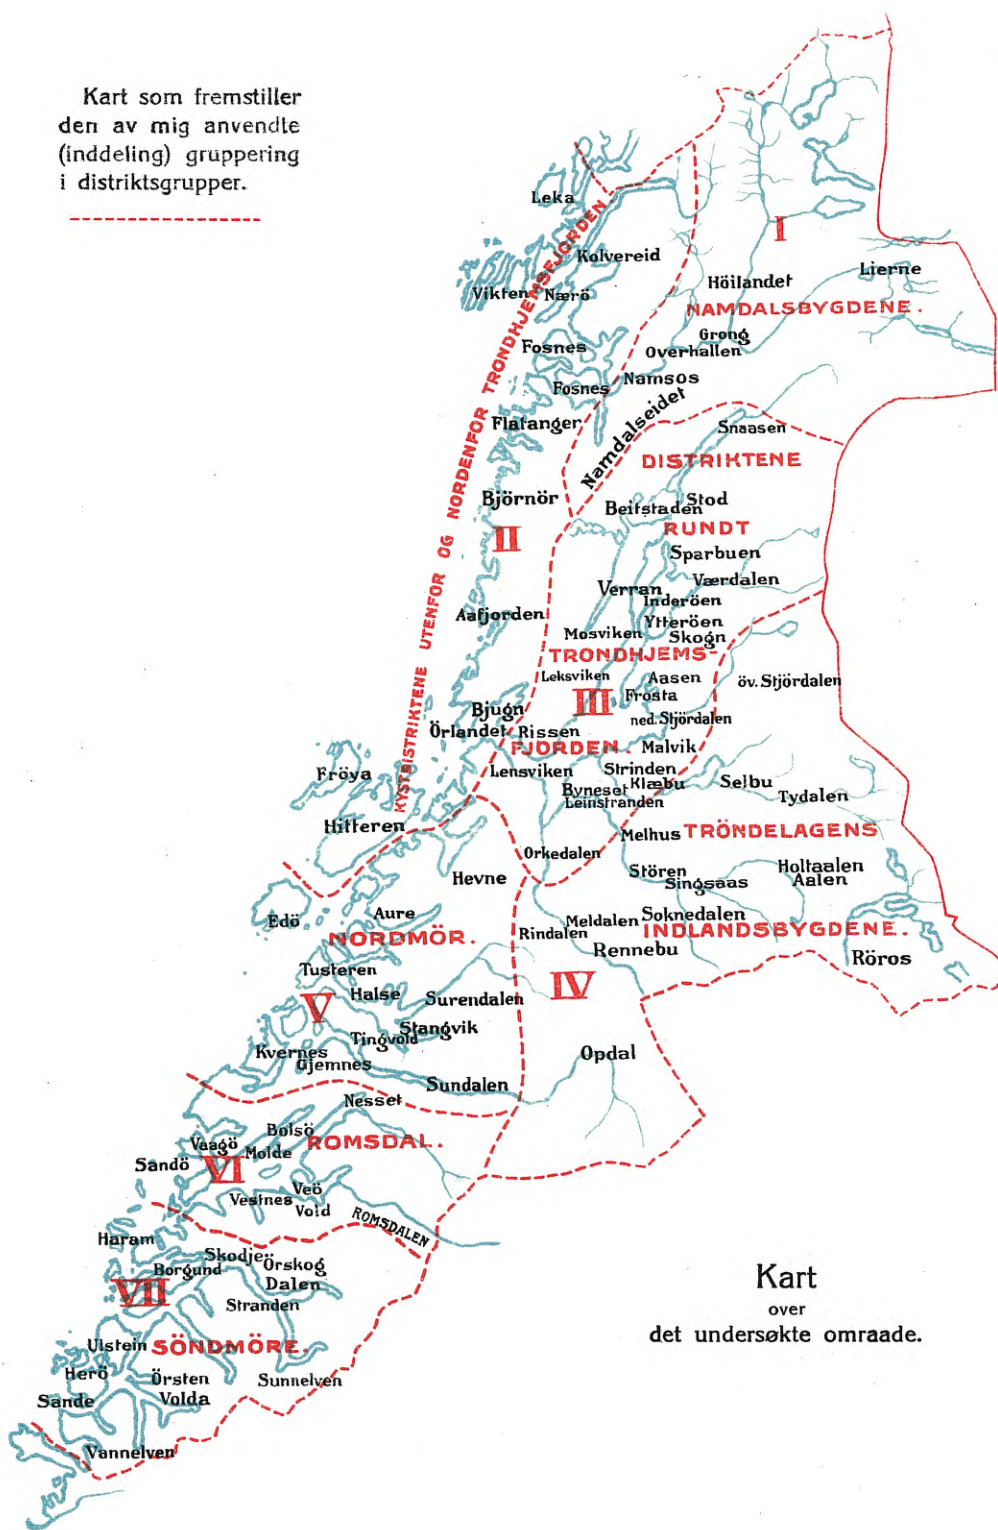 Kart som fremstiller
den av mig anvendte
(inddeling) gruppering
i distriktsgrupper.
Leka
KYSTDISTRIKTENE UTENFOR OG NORDENFOR TRONDHJEMSFJORDEN
Kolvereid
I
Höilandet
Lierne
Vikten
Nærö
NAMDALSBYGDENE.
Grong
Overhallen
Fosnes
Fosnes
Namsos
Namdalseidet
Flatanger
Snaasen
DISTRIKTENE
Björnör
Beitstaden
Stod
RUNDT
II
Sparbuen
Verran
Værdalen
Inderöen
Aafjorden
Ytteröen
Mosviken
Skogn
TRONDHJEMS-
Leksviken
Aasen
öv. Stjördalen
III
Frosta
Bjugn
ned. Stjördalen
Örlandet
Rissen
FJORDEN.
Malvik
Fröya
Lensviken
Strinden
Byneset
Klæbu
Selbu
Leinstranden
Tydalen
Hitteren
Melhus
TRÖNDELAGENS
Orkedalen
Hevne
Stören
Singsaas
Holtaalen
Aalen
Edö
Aure
Meldalen
Soknedalen
NORDMÖR.
Rindalen
INDLANDSBYGDENE.
Rennebu
Röros
Tusteren
IV
Halse
V
Surendalen
Stangvik
Tingvold
Kvernes
Gjemnes
Opdal
Sundalen
Nesset
Bolsö
ROMSDAL.
Vaagö
Molde
Sandö
VI
Veö
Vestnes
Vold
ROMSDALEN
Haram
Skodje
Örskog
Borgund
Dalen
VII
Stranden
Ulstein
SÖNDMÖRE.
Herö
Örsten
Sunnelven
Sande
Volda
Vannelven
Kart
over
det undersøkte omraade.